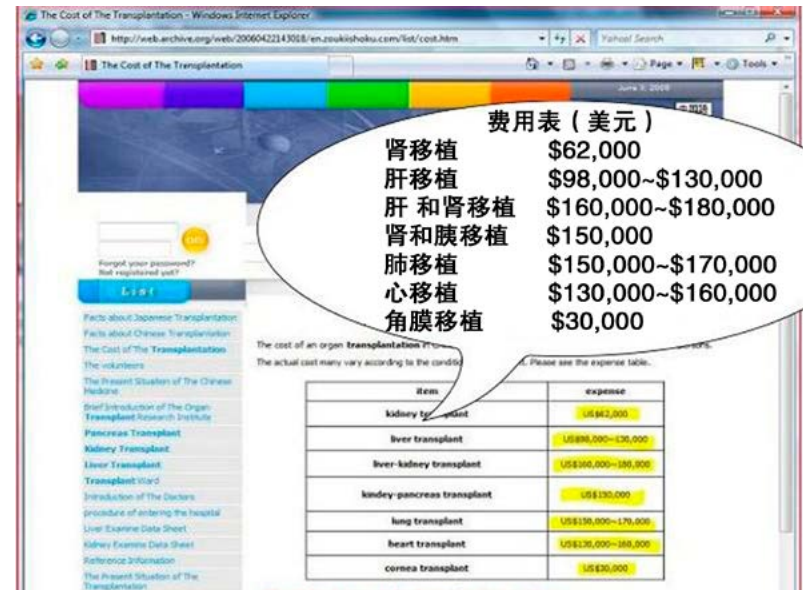 The Cost of The Transplantation - Windows Internet Explorer
http://web.archive.org/web/20060422143018/en.zoukiishoku.com/list/cost.htm
Yahoo! Search
The Cost of The Transplantation
Page
Tools
费用表（美元）
肾移植 $62,000
肝移植 $98,000~$130,000
肝 和肾移植 $160,000~$180,000
肾和胰移植 $150,000
肺移植 $150,000~$170,000
心移植 $130,000~$160,000
角膜移植 $30,000
Forgot your password?
Not registered yet?
List
Facts about Japanese Transplantation
Facts about Chinese Transplantation
The Cost of The Transplantation
The volunteers
The Present Situation of The Chinese
Medicine
Brief Introduction of The Organ
Transplant Research Institute
Pancreas Transplant
Kidney Transplant
Liver Transplant
Transplant Ward
Introduction of The Doctors
procedure of entering the hospital
Liver Examine Data Sheet
Kidney Examine Data Sheet
Reference Information
The Present Situation of The
Transplantation
The cost of an organ transplantation in
The actual cost many vary according to the
Please see the expense table.
item expense
kidney US$62,000
liver transplant US$98,000~130,000
liver-kidney transplant US$160,000~180,000
kindey-pancreas transplant US$150,000
lung transplant US$150,000~170,000
heart transplant US$130,000~160,000
cornea transplant US$30,000